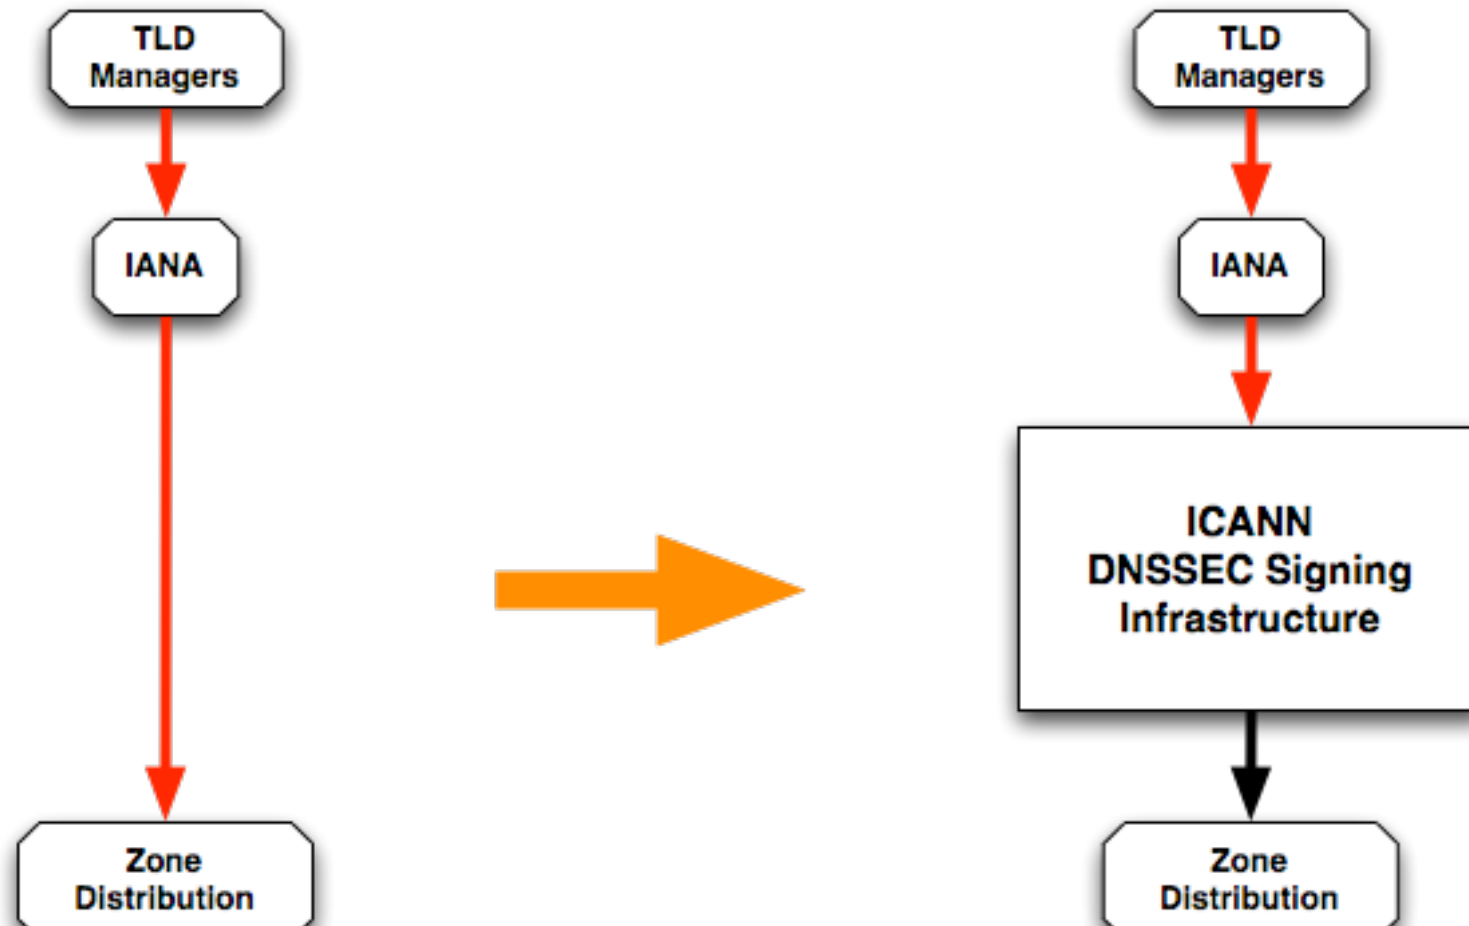 TLD
Managers
IANA
Zone
Distribution
TLD
Managers
IANA
ICANN
DNSSEC Signing
Infrastructure
Zone
Distribution